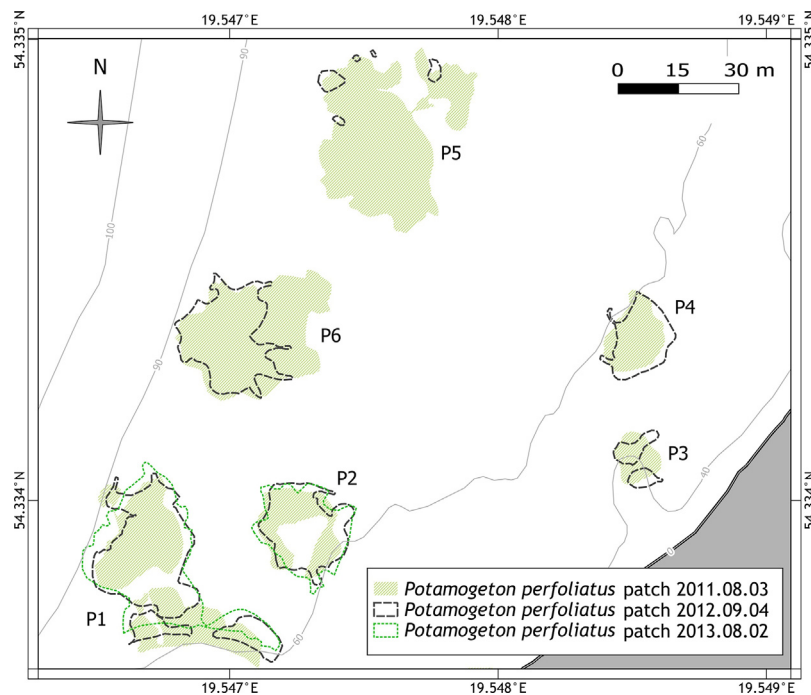 19.547°E 19.548° 19.549°E
54.335°N
54.335°N
90
N
0 15 30 m
60
P5
100
P4
P6
90
P3
P2
40
54.334°N
54.334°N
0
Potamogeton perfoliatus patch 2011.08.03
Potamogeton perfoliatus patch 2012.09.04
Potamogeton perfoliatus patch 2013.08.02
P1
60
19.547°E 19.548°E 19.549°E